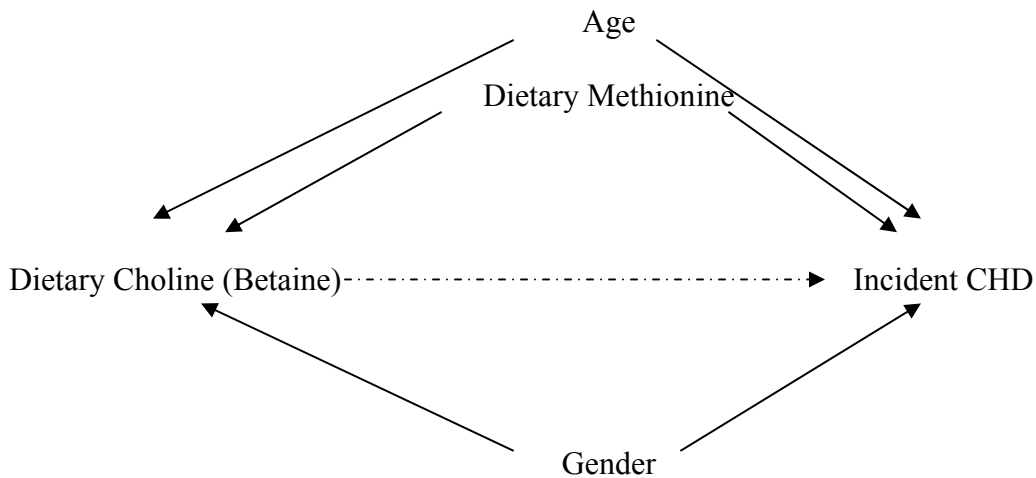 Age
Dietary Methionine
Dietary Choline (Betaine)
Incident CHD
Gender